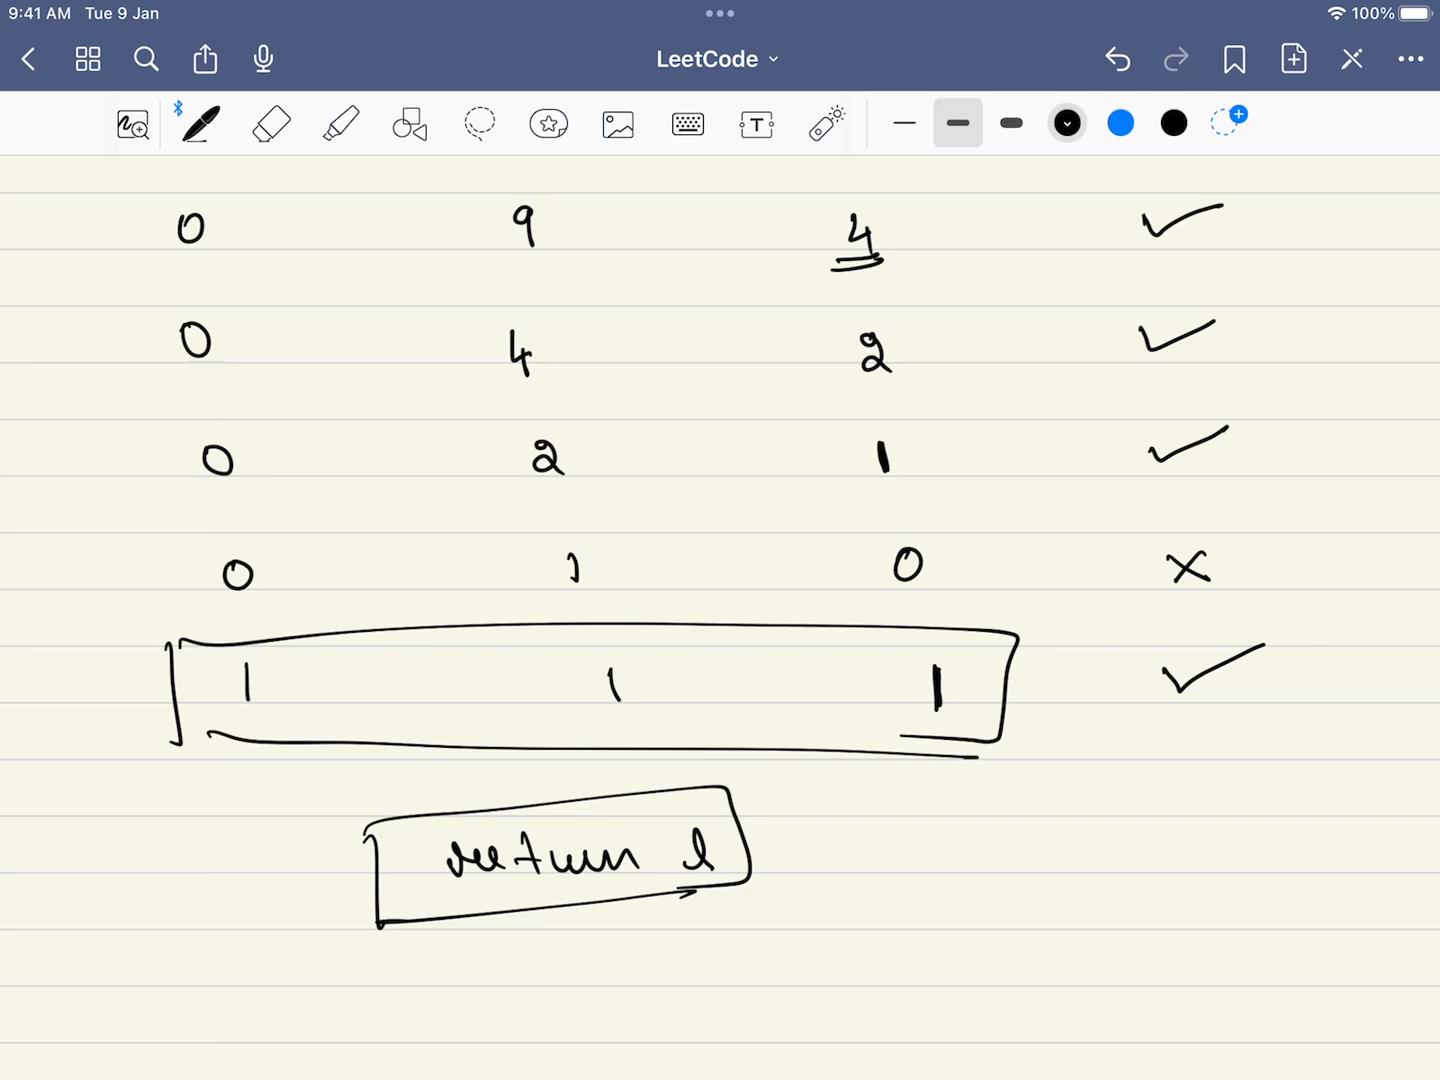 9:41 AM Tue 9 Jan 100%
LeetCode
T
0 9 4 ✓
0 4 2 ✓
0 2 1 ✓
0 1 0 ×
1 1 1 ✓
return l